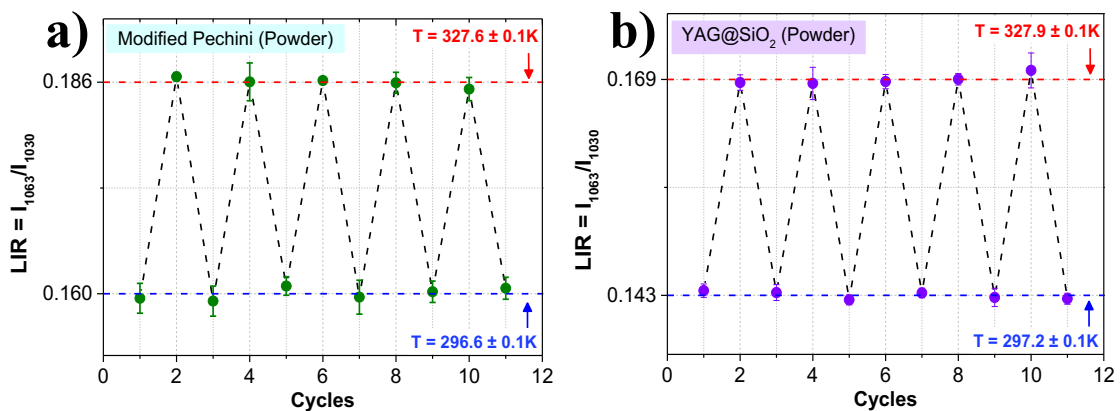 a)
Modified Pechini (Powder)
T = 327.6 ± 0.1K
0.186
0.160
LIR = I1063/I1030
T = 296.6 ± 0.1K
0 2 4 6 8 10 12
Cycles
b)
YAG@SiO2 (Powder)
T = 327.9 ± 0.1K
0.169
0.143
LIR = I1063/I1030
T = 297.2 ± 0.1K
0 2 4 6 8 10 12
Cycles